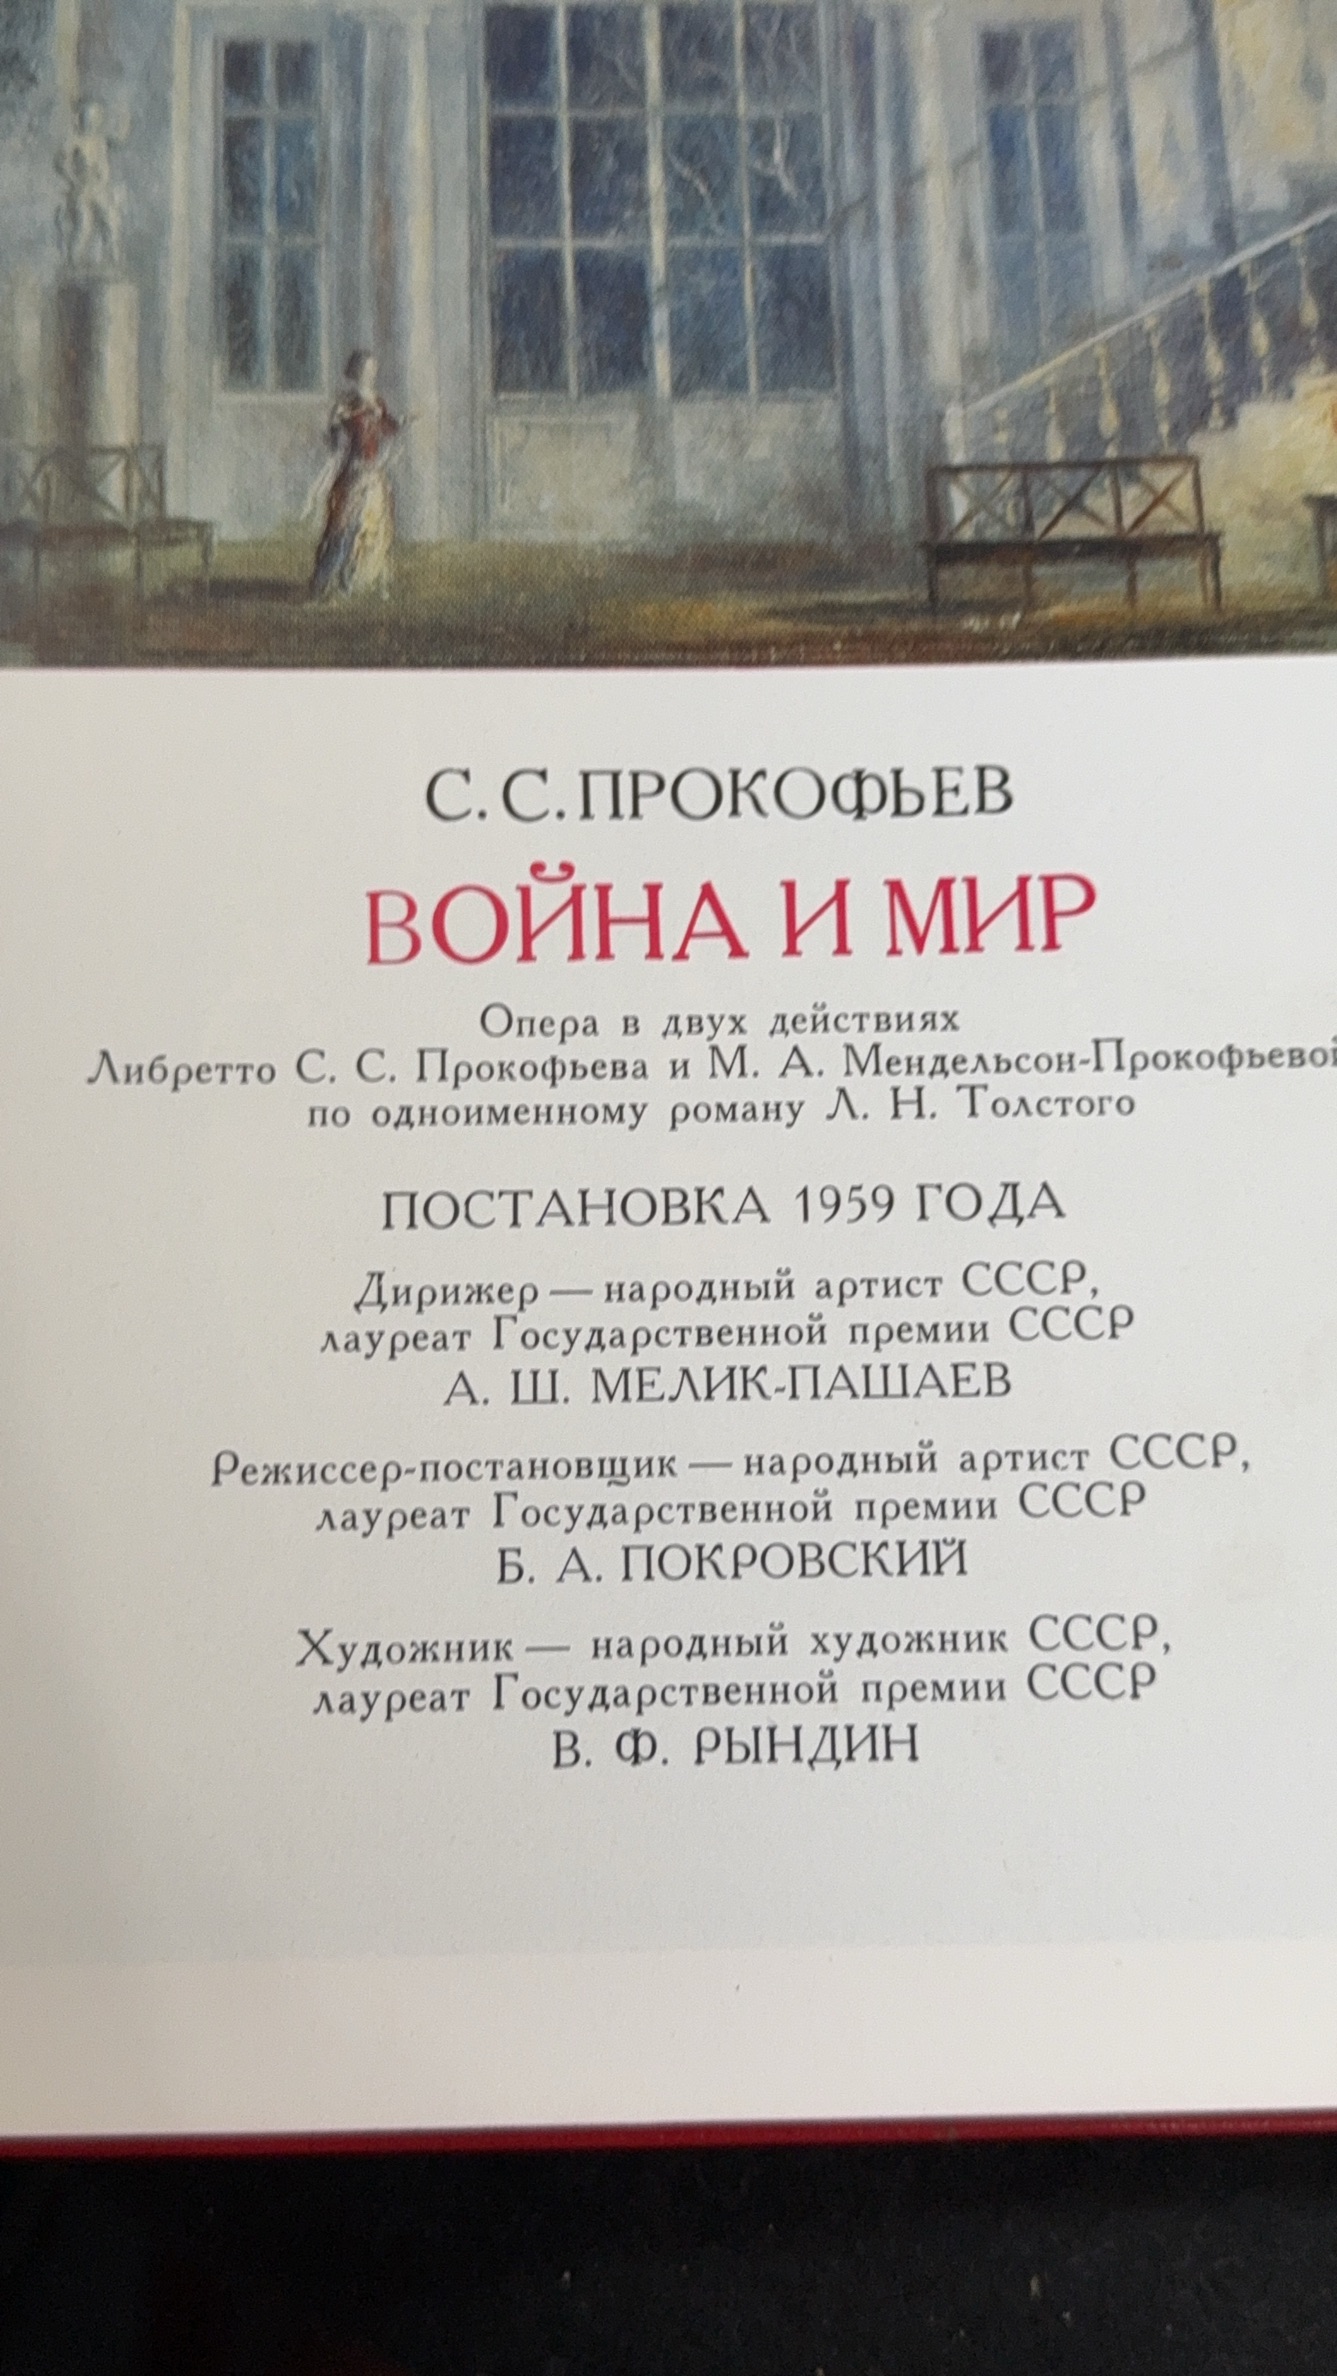 С. С. ПРОКОФЬЕВ
ВОЙНА И МИР
Опера в двух действиях
Либретто С. С. Прокофьева и М. А. Мендельсон-Прокофьевой
по одноименному роману Л. Н. Толстого
ПОСТАНОВКА 1959 ГОДА
Дирижер — народный артист СССР,
лауреат Государственной премии СССР
А. Ш. МЕЛИК-ПАШАЕВ
Режиссер-постановщик — народный артист СССР,
лауреат Государственной премии СССР
Б. А. ПОКРОВСКИЙ
Художник — народный художник СССР,
лауреат Государственной премии СССР
В. Ф. РЫНДИН